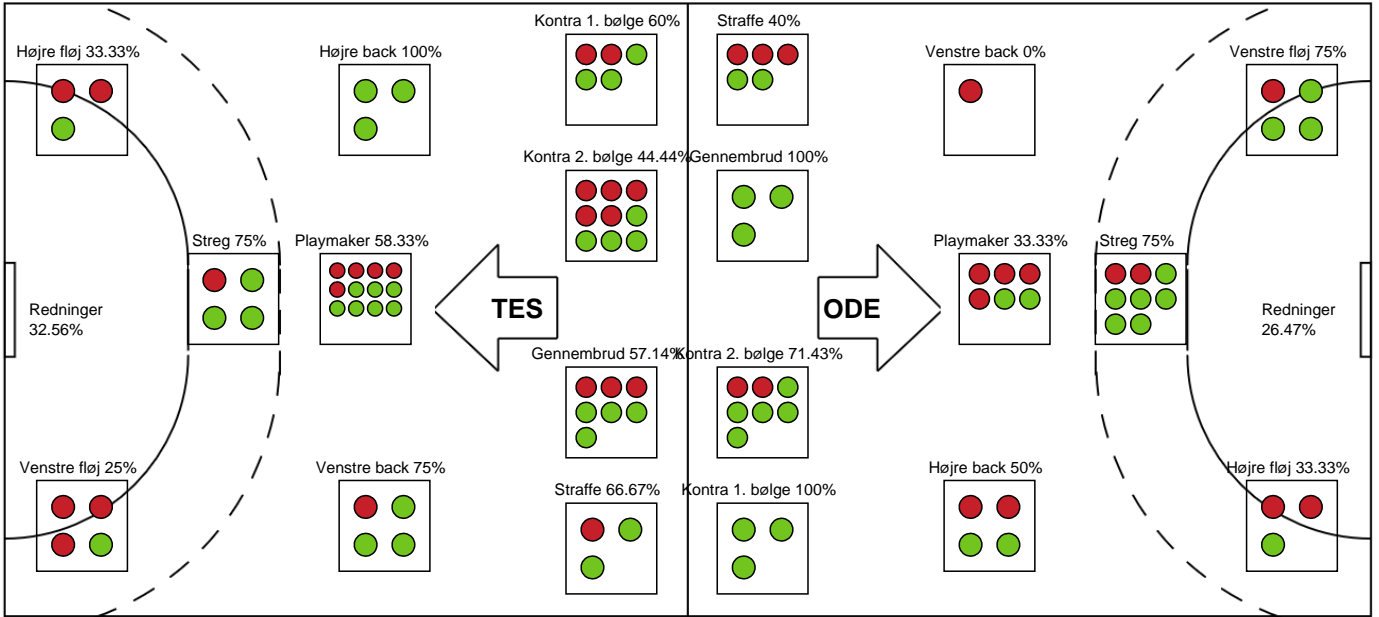 Kontra 1. bølge 60%
Straffe 40%
Højre fløj 33.33%
Højre back 100%
Venstre back 0%
Venstre fløj 75%
Kontra 2. bølge 44.44%
Gennembrud 100%
Streg 75%
Playmaker 58.33%
Playmaker 33.33%
Streg 75%
TES
ODE
Redninger
32.56%
Redninger
26.47%
Gennembrud 57.14%
Kontra 2. bølge 71.43%
Venstre fløj 25%
Venstre back 75%
Højre back 50%
Højre fløj 33.33%
Straffe 66.67%
Kontra 1. bølge 100%